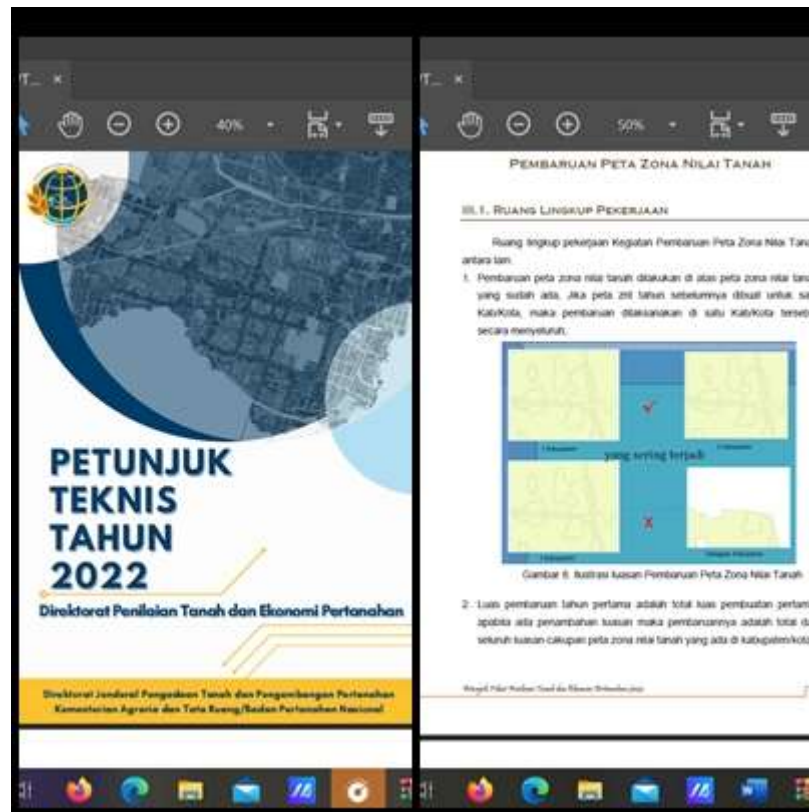 40%
PETUNJUK
TEKNIS
TAHUN
2022
Direktorat Penilaian Tanah dan Ekonomi Pertanahan
Direktorat Jenderal Pengadaan Tanah dan Pengembangan Pertanahan
Kementerian Agraria dan Tata Ruang/Badan Pertanahan Nasional
50%
PEMBARUAN PETA ZONA NILAI TANAH
III.1. RUANG LINGKUP PEKERJAAN
Ruang lingkup pekerjaan Kegiatan Pembaruan Peta Zona Nilai Tana
antara lain:
1. Pembaruan peta zona nilai tanah dilakukan di atas peta zona nilai tana
yang sudah ada, Jika peta znt tahun sebelumnya dibuat untuk sa
Kab/Kota, maka pembaruan dilaksanakan di satu Kab/Kota terseb
secara menyeluruh;
yang sering terjadi
X
Gambar 6. Ilustrasi luasan Pembaruan Peta Zona Nilai Tanah
2. Luas pembaruan tahun pertama adalah total luas pembuatan pertam
apabila ada penambahan luasan maka pembaruannya adalah total da
seluruh luasan cakupan peta zona nilai tanah yang ada di kabupaten/kota